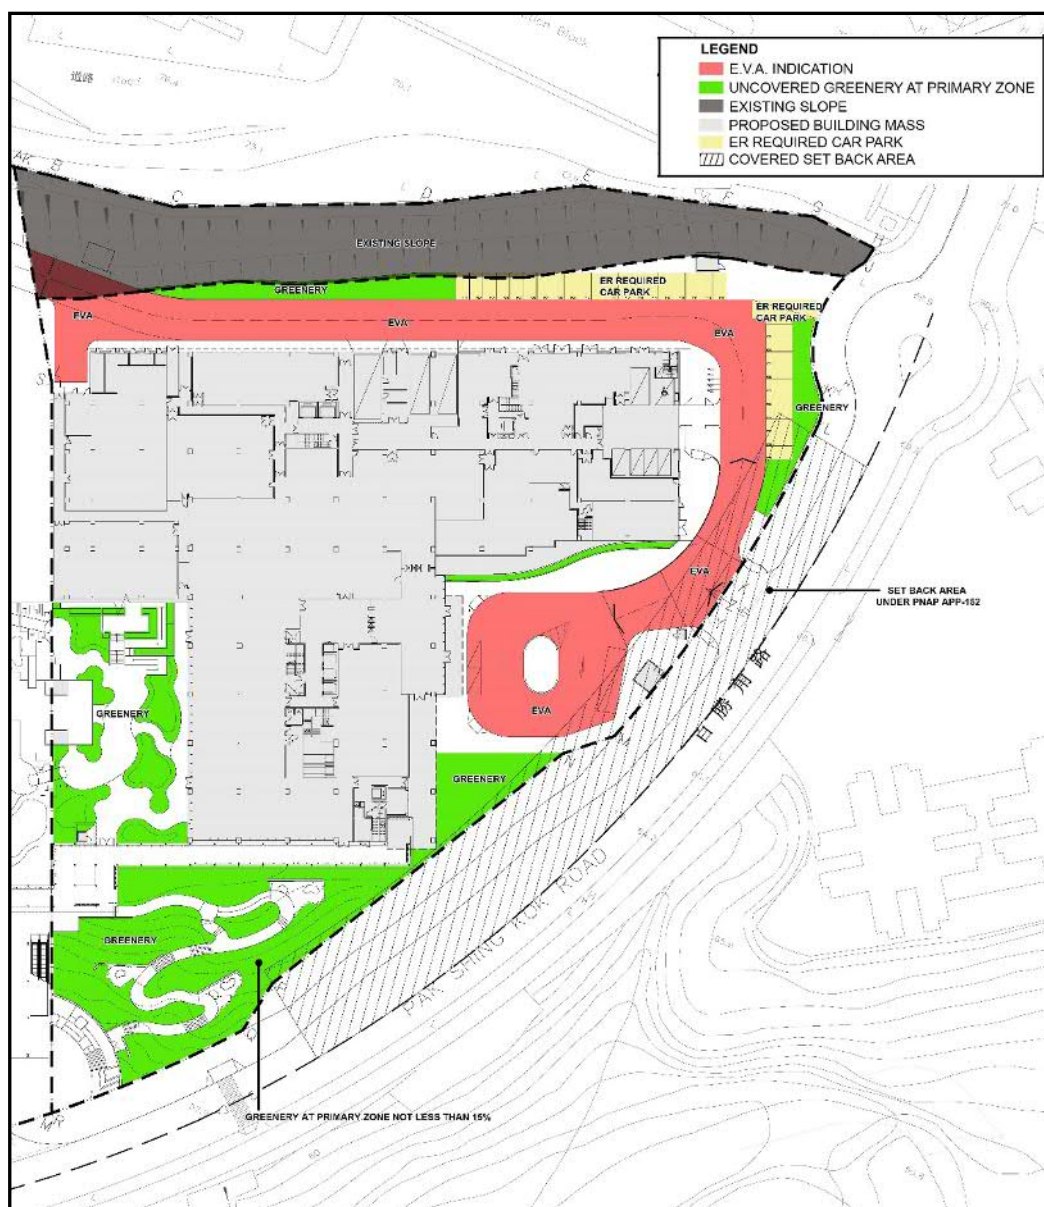 LEGEND
E.V.A. INDICATION
UNCOVERED GREENERY AT PRIMARY ZONE
EXISTING SLOPE
PROPOSED BUILDING MASS
ER REQUIRED CAR PARK
COVERED SET BACK AREA
道路
B
C
D
E
F
G
H
J
EXISTING SLOPE
GREENERY
ER REQUIRED
CAR PARK
ER REQUIRED
CAR PARK
EVA
EVA
EVA
GREENERY
EVA
SET BACK AREA
UNDER PNAP APP-152
百勝角路
GREENERY
EVA
GREENERY
PAK SHING KOK ROAD
GREENERY
GREENERY AT PRIMARY ZONE NOT LESS THAN 15%